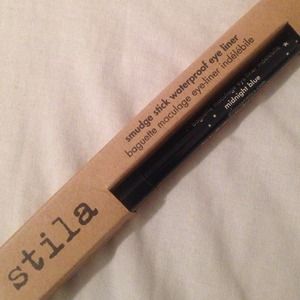 smudge stick waterproof eye liner
baguette maculage eye-liner indélébile
midnight blue
stila